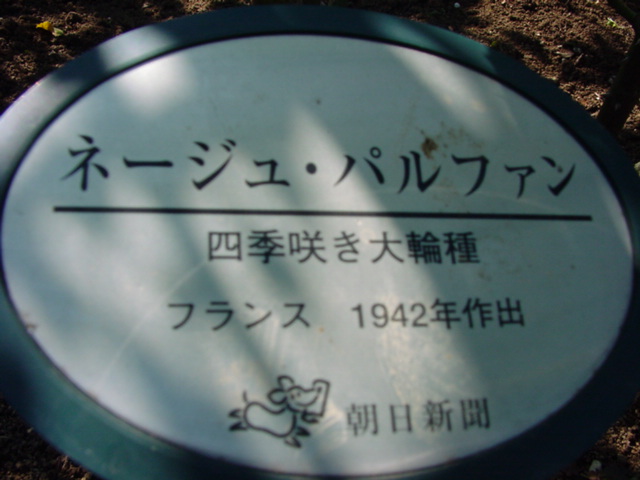 ネージュ・パルファン
四季咲き大輪種
フランス 1942年作出
朝日新聞